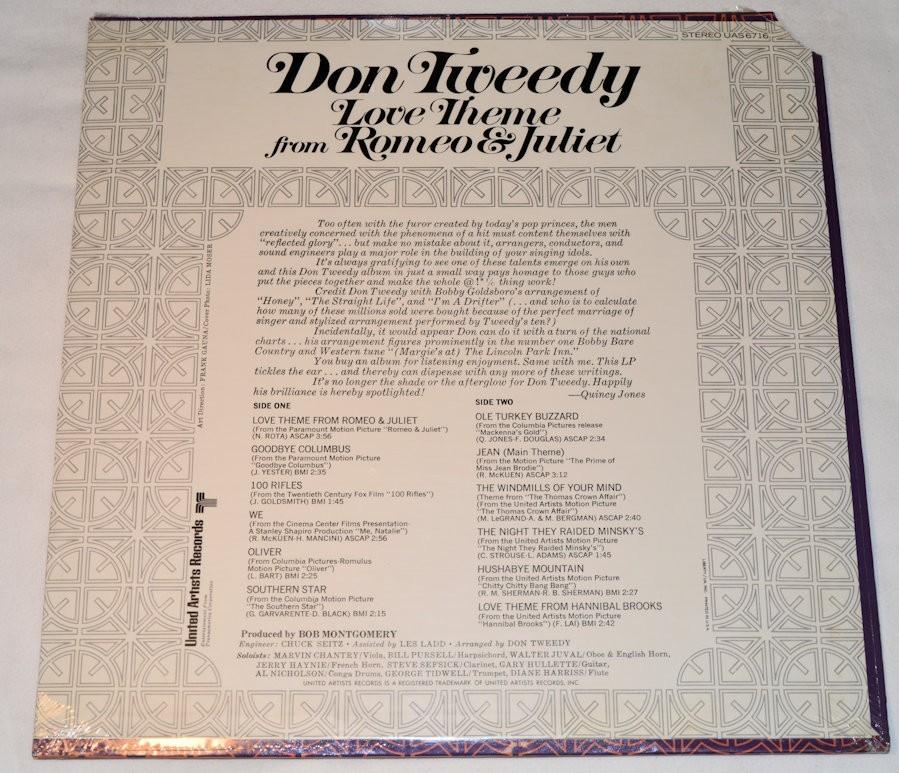 STEREO UAS 6716
Don Tweedy
Love Theme
from Romeo & Juliet
Too often with the furor created by today's pop princes, the men
creatively concerned with the phenomena of a hit must content themselves with
"reflected glory"... but make no mistake about it, arrangers, conductors, and
sound engineers play a major role in the building of your singing idols.
It's always gratifying to see one of these talents emerge on his own
and this Don Tweedy album in just a small way pays homage to those guys who
put the pieces together and make the whole @!*% thing work!
Credit Don Tweedy with Bobby Goldsboro's arrangement of
"Honey", "The Straight Life", and "I'm A Drifter" (... and who is to calculate
how many of these millions sold were bought because of the perfect marriage of
singer and stylized arrangement performed by Tweedy's ten?)
Incidentally, it would appear Don can do it with a turn of the national
charts... his arrangement figures prominently in the number one Bobby Bare
Country and Western tune "(Margie's at) The Lincoln Park Inn."
You buy an album for listening enjoyment. Same with me. This LP
tickles the ear... and thereby can dispense with any more of these writings.
It's no longer the shade or the afterglow for Don Tweedy. Happily
his brilliance is hereby spotlighted!
—Quincy Jones
Art Direction: FRANK GAUNA/Cover Photo: LIDA MOSER
SIDE ONE
LOVE THEME FROM ROMEO & JULIET
(From the Paramount Motion Picture "Romeo & Juliet")
(N. ROTA) ASCAP 3:56
GOODBYE COLUMBUS
(From the Paramount Motion Picture
"Goodbye Columbus")
(J. YESTER) BMI 2:35
100 RIFLES
(From the Twentieth Century Fox Film "100 Rifles")
(J. GOLDSMITH) BMI 1:45
WE
(From the Cinema Center Films Presentation-
A Stanley Shapiro Production "Me, Natalie")
(R. McKUEN-H. MANCINI) ASCAP 2:56
OLIVER
(From Columbia Pictures-Romulus
Motion Picture "Oliver")
(L. BART) BMI 2:25
SOUTHERN STAR
(From the Columbia Motion Picture
"The Southern Star")
(G. GARVARENTE-D. BLACK) BMI 2:15
SIDE TWO
OLE TURKEY BUZZARD
(From the Columbia Pictures release
"Mackenna's Gold")
(Q. JONES-F. DOUGLAS) ASCAP 2:34
JEAN (Main Theme)
(From the Motion Picture "The Prime of
Miss Jean Brodie")
(R. McKUEN) ASCAP 3:12
THE WINDMILLS OF YOUR MIND
(Theme from "The Thomas Crown Affair")
(From the United Artists Motion Picture
"The Thomas Crown Affair")
(M. LeGRAND-A. & M. BERGMAN) ASCAP 2:40
THE NIGHT THEY RAIDED MINSKY'S
(From the United Artists Motion Picture
"The Night They Raided Minsky's")
(C. STROUSE-L. ADAMS) ASCAP 1:45
HUSHABYE MOUNTAIN
(From the United Artists Motion Picture
"Chitty Chitty Bang Bang")
(R. M. SHERMAN-R. B. SHERMAN) BMI 2:27
LOVE THEME FROM HANNIBAL BROOKS
(From the United Artists Motion Picture
"Hannibal Brooks") (F. LAI) BMI 2:42
United Artists Records
Entertainment From
Transamerica Corporation
Produced by BOB MONTGOMERY
Engineer: CHUCK SEITZ • Assisted by LES LADD • Arranged by DON TWEEDY
Soloists: MARVIN CHANTRY/Viola, BILL PURSELL/Harpsichord, WALTER JUVAL/Oboe & English Horn,
JERRY HAYNIE/French Horn, STEVE SEFSICK/Clarinet, GARY HULLETTE/Guitar,
AL NICHOLSON/Conga Drums, GEORGE TIDWELL/Trumpet, DIANE HARRISS/Flute
UNITED ARTISTS RECORDS IS A REGISTERED TRADEMARK OF UNITED ARTISTS RECORDS, INC.